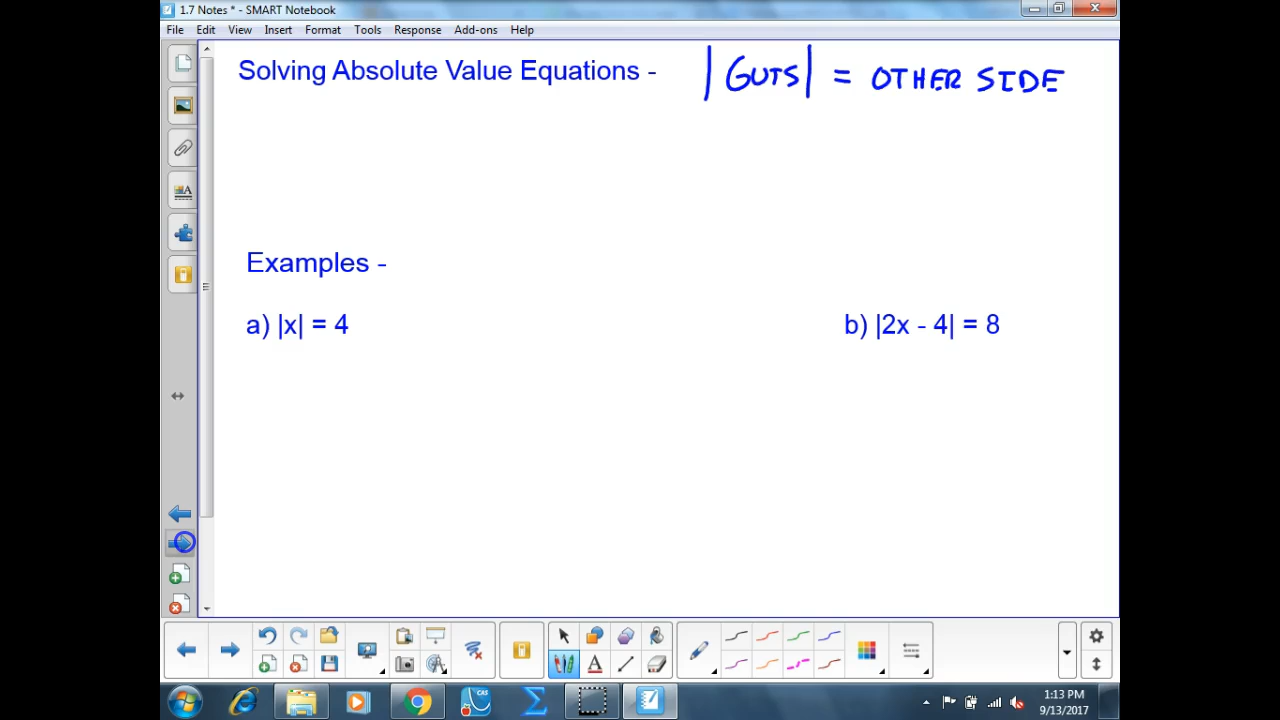 1.7 Notes * - SMART Notebook
File Edit View Insert Format Tools Response Add-ons Help
Solving Absolute Value Equations - |GUTS| = OTHER SIDE
Examples -
a) |x| = 4 b) |2x - 4| = 8
A
A
CAS
1:13 PM
9/13/2017